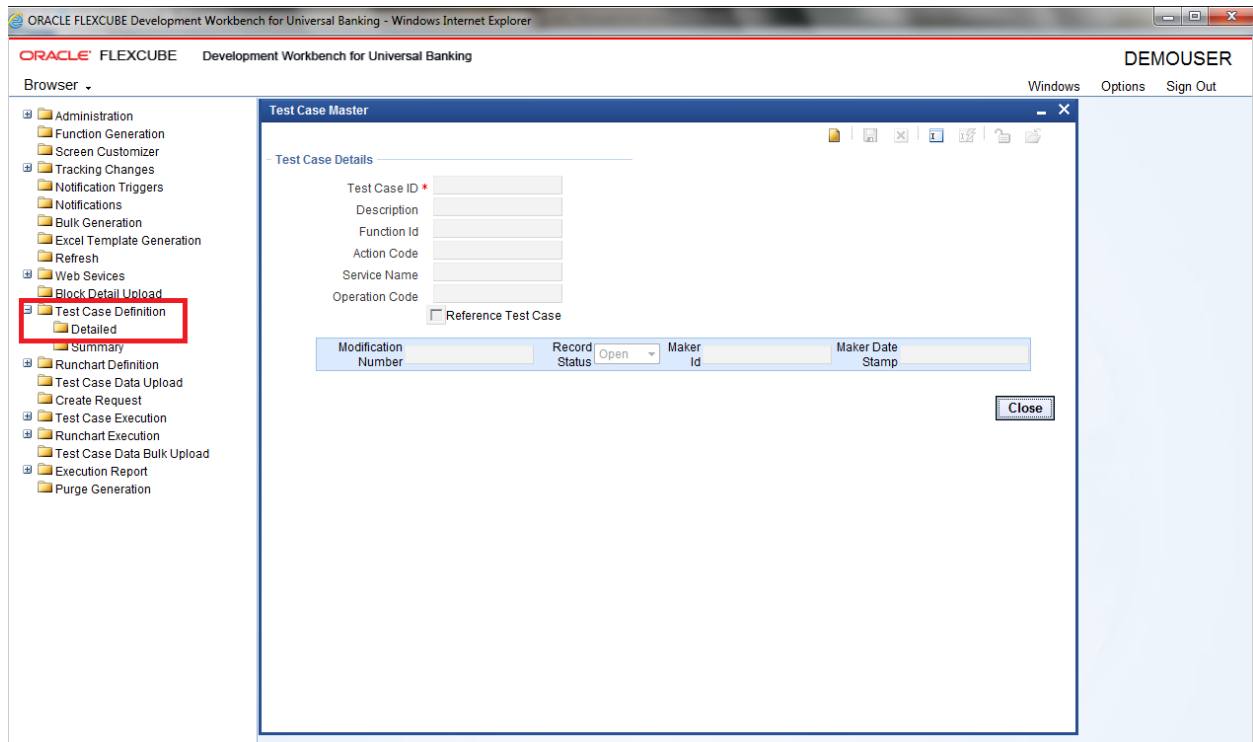 ORACLE FLEXCUBE Development Workbench for Universal Banking - Windows Internet Explorer
ORACLE FLEXCUBE Development Workbench for Universal Banking
DEMOUSER
Browser
Windows Options Sign Out
Administration
Function Generation
Screen Customizer
Tracking Changes
Notification Triggers
Notifications
Bulk Generation
Excel Template Generation
Refresh
Web Sevices
Block Detail Upload
Test Case Definition
Detailed
Summary
Runchart Definition
Test Case Data Upload
Create Request
Test Case Execution
Runchart Execution
Test Case Data Bulk Upload
Execution Report
Purge Generation
Test Case Master
Test Case Details
Test Case ID *
Description
Function Id
Action Code
Service Name
Operation Code
Reference Test Case
Modification Number
Record Status Open
Maker Id
Maker Date Stamp
Close